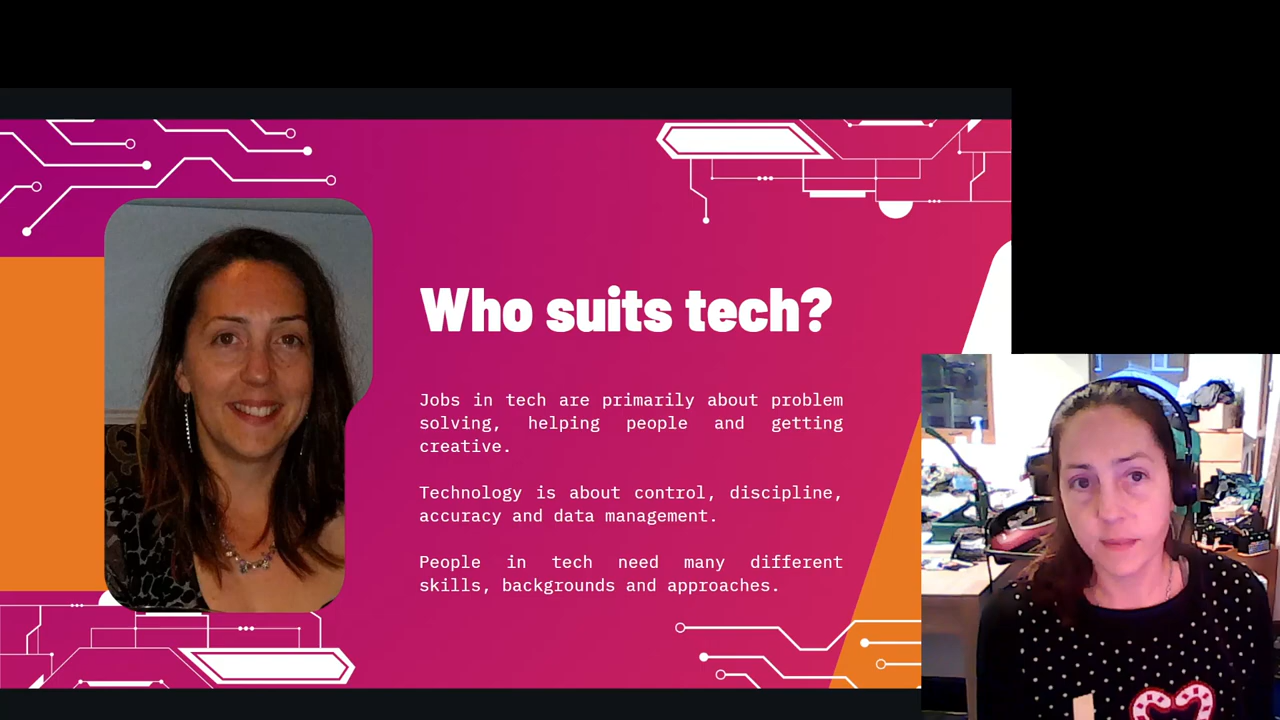 Who suits tech?
Jobs in tech are primarily about problem
solving, helping people and getting
creative.
Technology is about control, discipline,
accuracy and data management.
People in tech need many different
skills, backgrounds and approaches.